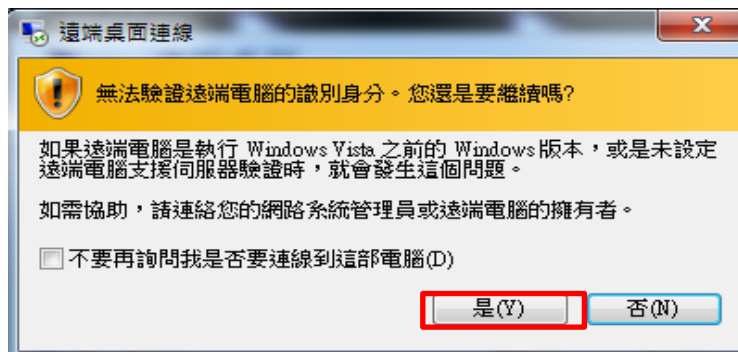 遠端桌面連線
無法驗證遠端電腦的識別身分。您還是要繼續嗎?
如果遠端電腦是執行 Windows Vista 之前的 Windows 版本，或是未設定
遠端電腦支援伺服器驗證時，就會發生這個問題。
如需協助，請連絡您的網路系統管理員或遠端電腦的擁有者。
不要再詢問我是否要連線到這部電腦(D)
是(Y)
否(N)